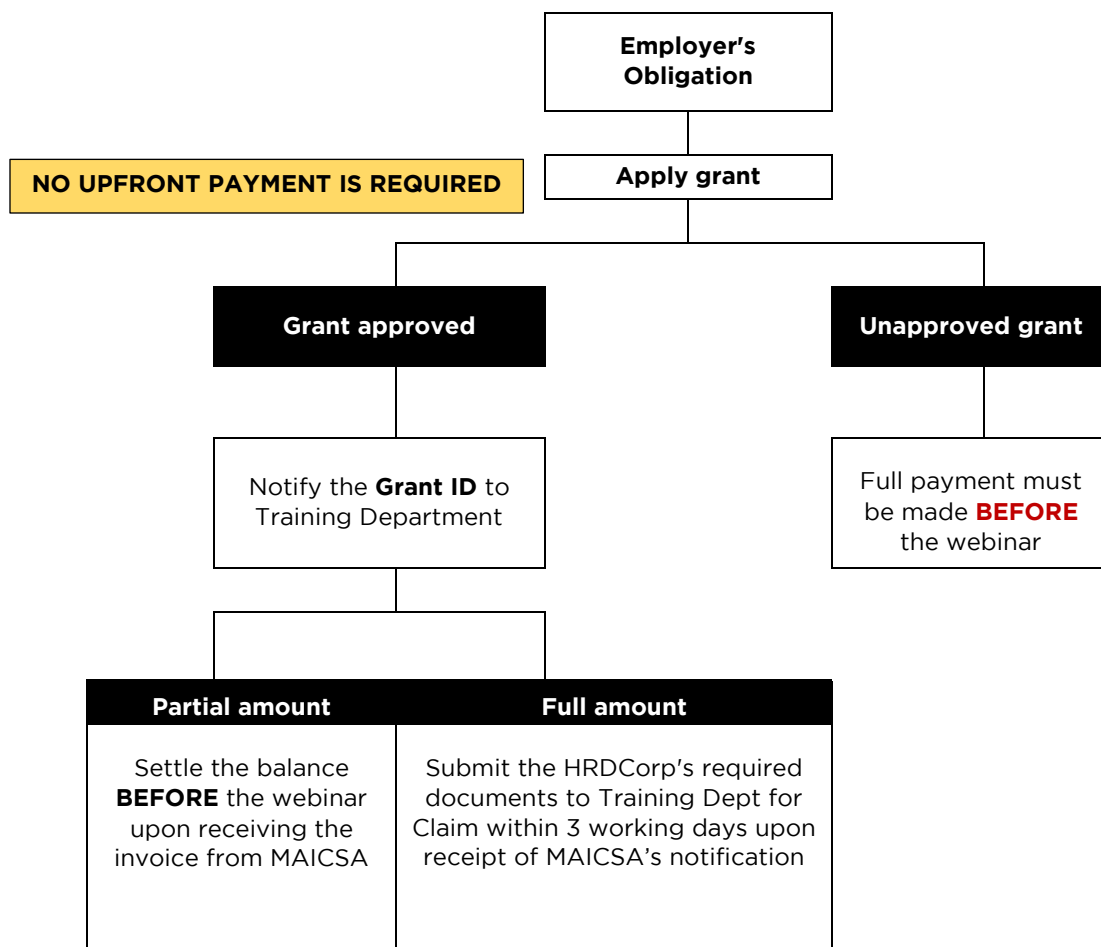 Employer's
Obligation
NO UPFRONT PAYMENT IS REQUIRED
Apply grant
Grant approved
Unapproved grant
Notify the Grant ID to
Training Department
Full payment must
be made BEFORE
the webinar
Partial amount
Full amount
Settle the balance
BEFORE the webinar
upon receiving the
invoice from MAICSA
Submit the HRDCorp's required
documents to Training Dept for
Claim within 3 working days upon
receipt of MAICSA’s notification